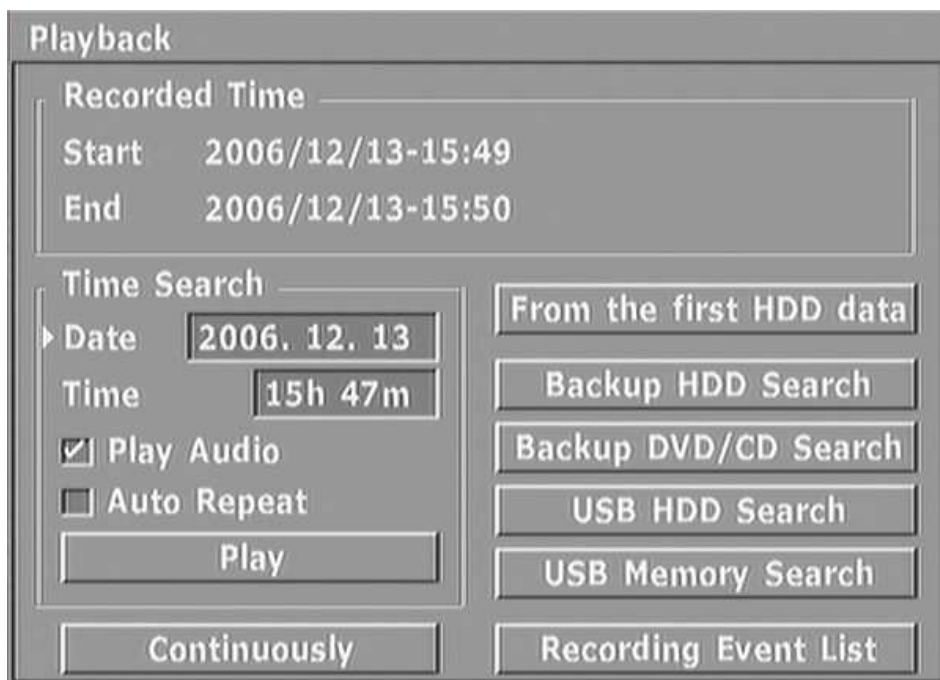 Playback
Recorded Time
Start 2006/12/13-15:49
End 2006/12/13-15:50
Time Search
Date 2006. 12. 13
Time 15h 47m
Play Audio
Auto Repeat
Play
Continuously
From the first HDD data
Backup HDD Search
Backup DVD/CD Search
USB HDD Search
USB Memory Search
Recording Event List